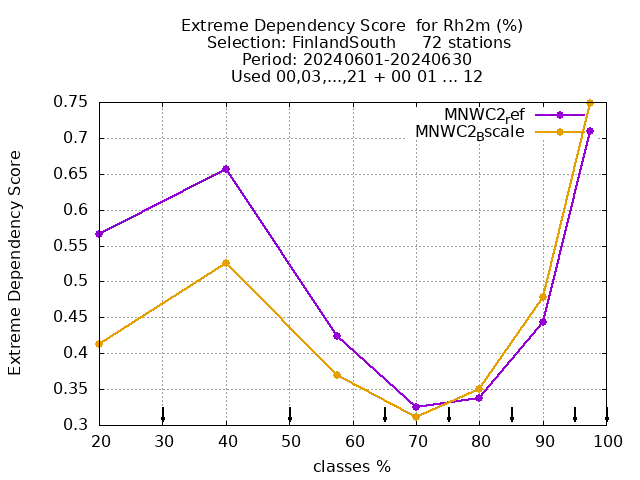 Extreme Dependency Score  for Rh2m (%)
Selection: FinlandSouth     72 stations
Period: 20240601-20240630
Used 00,03,...,21 + 00 01 ... 12
MNWC2ref
MNWC2Bscale
0.75
0.7
0.65
0.6
0.55
0.5
0.45
0.4
0.35
0.3
Extreme Dependency Score
20 30 40 50 60 70 80 90 100
classes %